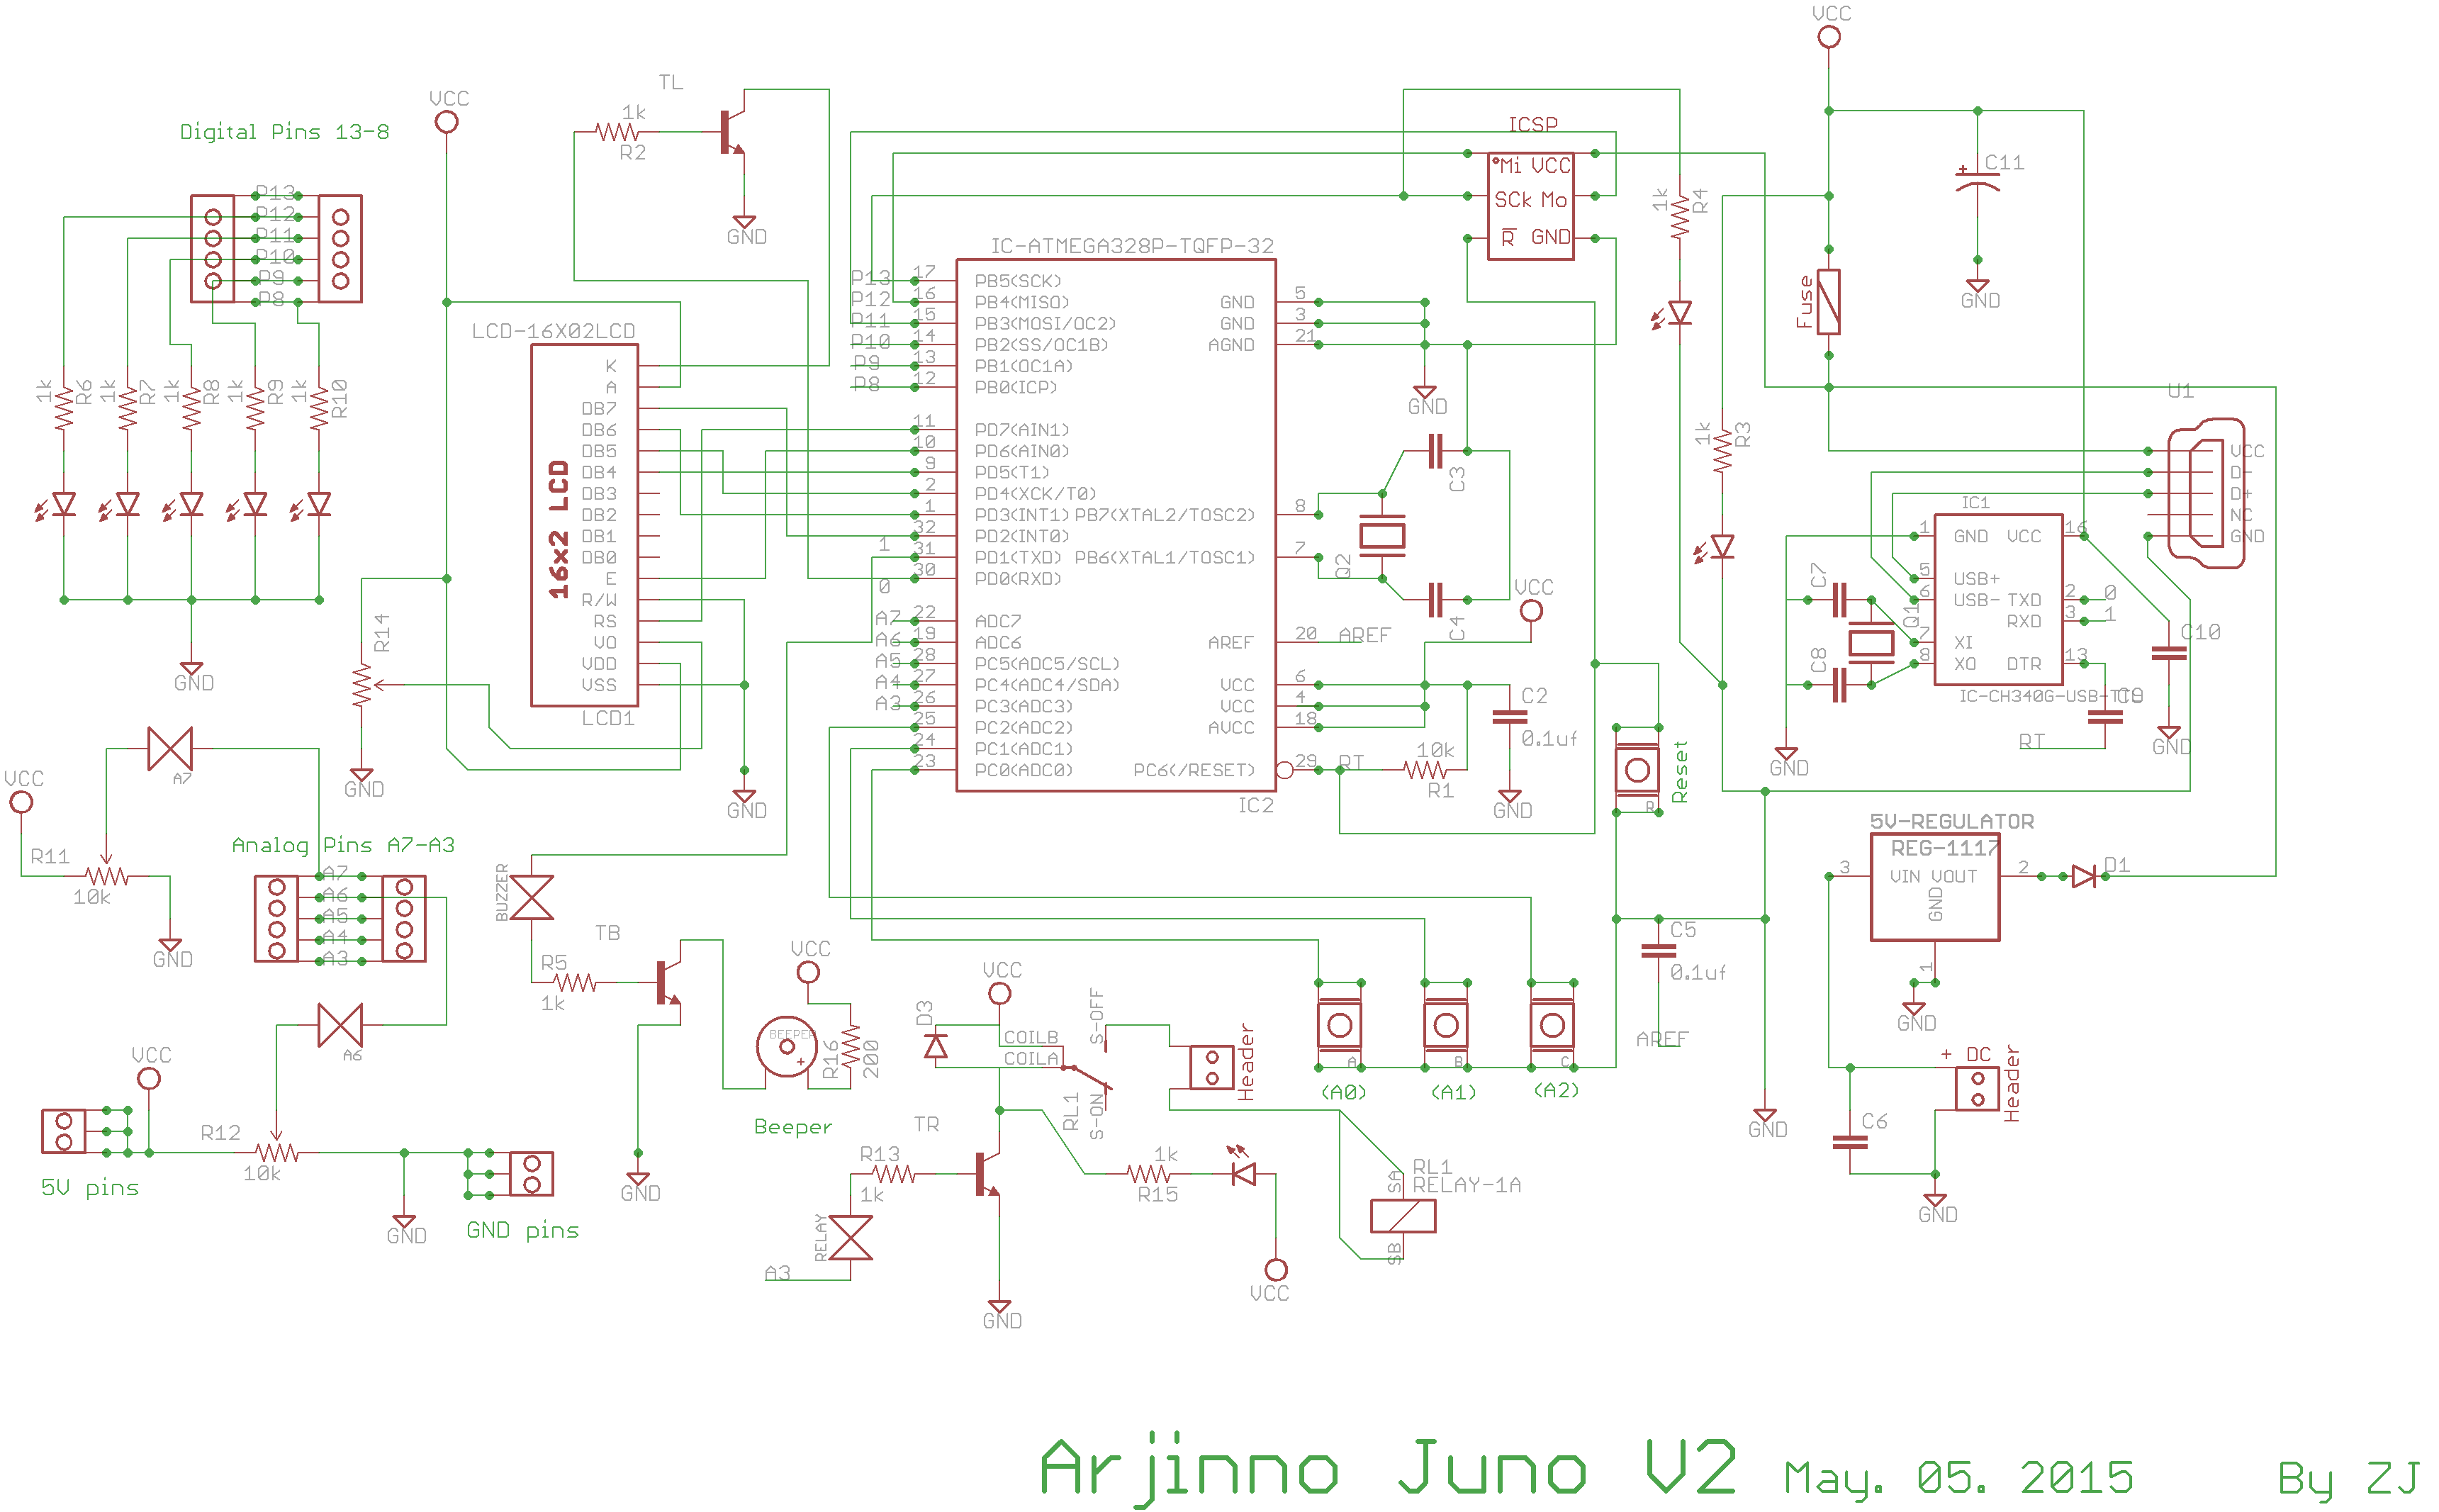 VCC
TL
1k
R2
GND
VCC
Digital Pins 13-8
P13
P12
P11
P10
P9
P8
1k R6
1k R7
1k R8
1k R9
1k R10
GND
LCD-16X02LCD
16x2 LCD
K
A
DB7
DB6
DB5
DB4
DB3
DB2
DB1
DB0
E
R/W
RS
VO
VDD
VSS
LCD1
GND
R14
GND
IC-ATMEGA328P-TQFP-32
P13 17 PB5(SCK)
P12 16 PB4(MISO)
P11 15 PB3(MOSI/OC2)
P10 14 PB2(SS/OC1B)
P9 13 PB1(OC1A)
P8 12 PB0(ICP)
11 PD7(AIN1)
10 PD6(AIN0)
9 PD5(T1)
2 PD4(XCK/T0)
1 PD3(INT1)
32 PD2(INT0)
1 31 PD1(TXD)
0 30 PD0(RXD)
A7 22 ADC7
A6 19 ADC6
A5 28 PC5(ADC5/SCL)
A4 27 PC4(ADC4/SDA)
A3 26 PC3(ADC3)
25 PC2(ADC2)
24 PC1(ADC1)
23 PC0(ADC0)
GND 5
GND 3
AGND 21
PB7(XTAL2/TOSC2) 8
PB6(XTAL1/TOSC1) 7
AREF 20 AREF
VCC 6
VCC 4
AVCC 18
PC6(/RESET) 29 RT
IC2
GND
C3
Q2
C4
VCC
C2
0.1uf
10k
R1
GND
ICSP
Mi VCC
SCk Mo
R GND
1k R4
1k R3
VCC
C11
GND
Fuse
U1
VCC
D-
D+
NC
GND
IC1
1 GND VCC 16
5 USB+
6 USB- TXD 2 0
RXD 3 1
7 XI
8 XO DTR 13
IC-CH340G-USB-TTL
C7
Q1
C8
GND
C10
C9
RT
GND
Reset
R
5V-REGULATOR
REG-1117
3 VIN VOUT 2
GND
1
D1
GND
+ DC
Header
C6
GND
C5
0.1uf
AREF
GND
A
B
C
(A0)
(A1)
(A2)
A7
VCC
R11
10k
GND
Analog Pins A7-A3
A7
A6
A5
A4
A3
A6
VCC
R12
10k
5V pins
GND
GND pins
BUZZER
TB
R5
1k
GND
VCC
BEEPER
+
R16
200
Beeper
VCC
D3
COILB
COILA
S-OFF
S-ON
RL1
Header
TR
R13
1k
RELAY
A3
GND
1k
R15
VCC
SA
SB
RL1
RELAY-1A
Arjinno Juno V2 May. 05. 2015 By ZJ